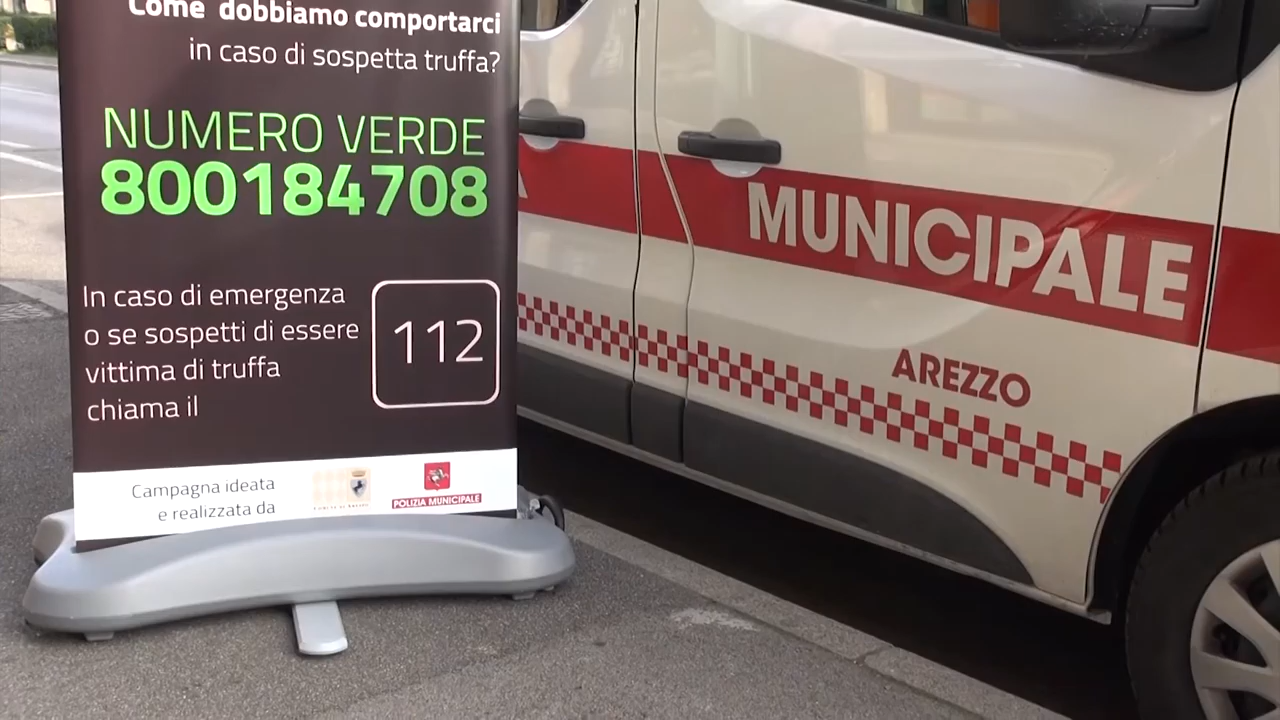 Come dobbiamo comportarci
in caso di sospetta truffa?
NUMERO VERDE
800184708
In caso di emergenza
o se sospetti di essere
vittima di truffa
chiama il
112
Campagna ideata
e realizzata da
POLIZIA MUNICIPALE
MUNICIPALE
AREZZO